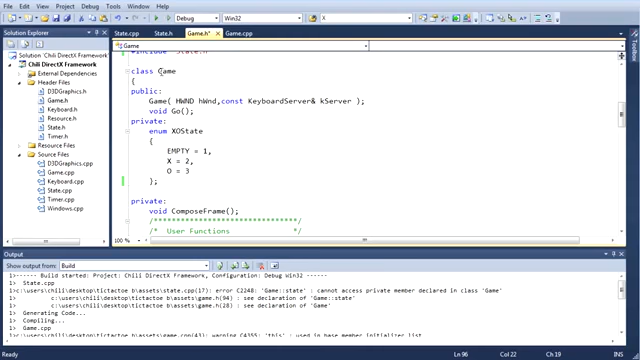 File Edit View Project Build Debug Team Data Tools Architecture Test Analyze Window Help
Debug Win32 X
Solution Explorer
State.cpp State.h Game.h* Game.cpp
Game
Solution 'Chili DirectX Framework'
Chili DirectX Framework
External Dependencies
Header Files
D3DGraphics.h
Game.h
Keyboard.h
Resource.h
State.h
Timer.h
Resource Files
Source Files
D3DGraphics.cpp
Game.cpp
Keyboard.cpp
State.cpp
Timer.cpp
Windows.cpp
#include "State.h"
class Game
{
public:
Game( HWND hWnd,const KeyboardServer& kServer );
void Go();
private:
enum XOState
{
EMPTY = 1,
X = 2,
O = 3
};
private:
void ComposeFrame();
/********************************/
/* User Functions */
100 %
Toolbox
Output
Show output from: Build
1>------ Build started: Project: Chili DirectX Framework, Configuration: Debug Win32 ------
1> State.cpp
1>c:\users\chili\desktop\tictactoe b\assets\state.cpp(17): error C2248: 'Game::state' : cannot access private member declared in class 'Game'
1> c:\users\chili\desktop\tictactoe b\assets\game.h(94) : see declaration of 'Game::state'
1> c:\users\chili\desktop\tictactoe b\assets\game.h(28) : see declaration of 'Game'
1> Generating Code...
1> Compiling...
1> Game.cpp
1>c:\users\chili\desktop\tictactoe b\assets\game.cpp(43): warning C4355: 'this' : used in base member initializer list
Ready Ln 96 Col 22 Ch 19 INS